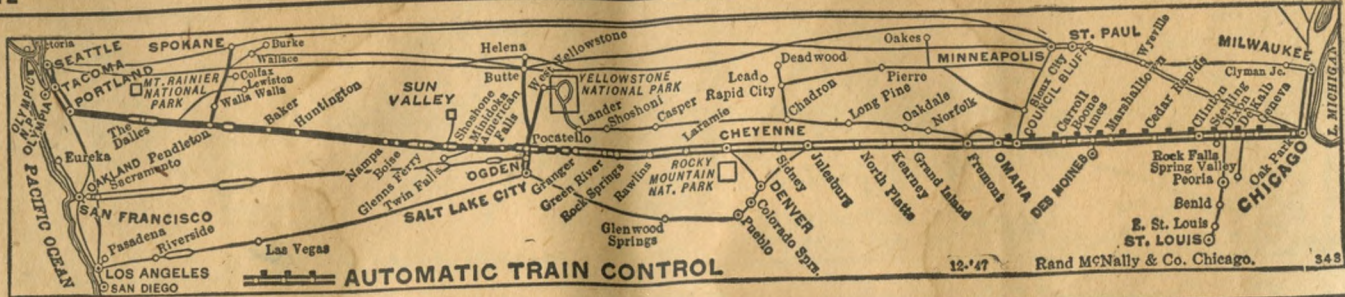 Victoria
SEATTLE
TACOMA
PORTLAND
OLYMPIC
N.P.
OLYMPIA
MT. RAINIER
NATIONAL
PARK
SPOKANE
Burke
Wallace
Colfax
Lewiston
Walla Walla
The
Dalles
Pendleton
Baker
Huntington
SUN
VALLEY
Shoshone
Minidoka
American
Falls
Nampa
Boise
Glenns Ferry
Twin Falls
Helena
Butte
West Yellowstone
YELLOWSTONE
NATIONAL PARK
Pocatello
OGDEN
SALT LAKE CITY
Lander
Shoshoni
Casper
Granger
Green River
Rock Springs
Rawlins
Laramie
CHEYENNE
ROCKY
MOUNTAIN
NAT. PARK
Glenwood
Springs
DENVER
Colorado Sprs.
Pueblo
Sidney
Julesburg
Deadwood
Lead
Rapid City
Chadron
Pierre
Oakes
Long Pine
Oakdale
Norfolk
North Platte
Kearney
Grand Island
Fremont
OMAHA
COUNCIL BLUFFS
Sioux City
MINNEAPOLIS
ST. PAUL
Wyeville
Carroll
Boone
Ames
Marshalltown
Cedar Rapids
DES MOINES
Clinton
Sterling
Dixon
De Kalb
Geneva
MILWAUKEE
Clyman Jc.
L. MICHIGAN
CHICAGO
Oak Park
Rock Falls
Spring Valley
Peoria
Benld
E. St. Louis
ST. LOUIS
PACIFIC OCEAN
Eureka
OAKLAND
Sacramento
SAN FRANCISCO
Pasadena
Riverside
LOS ANGELES
SAN DIEGO
Las Vegas
AUTOMATIC TRAIN CONTROL
12-'47
Rand McNally & Co. Chicago.
343